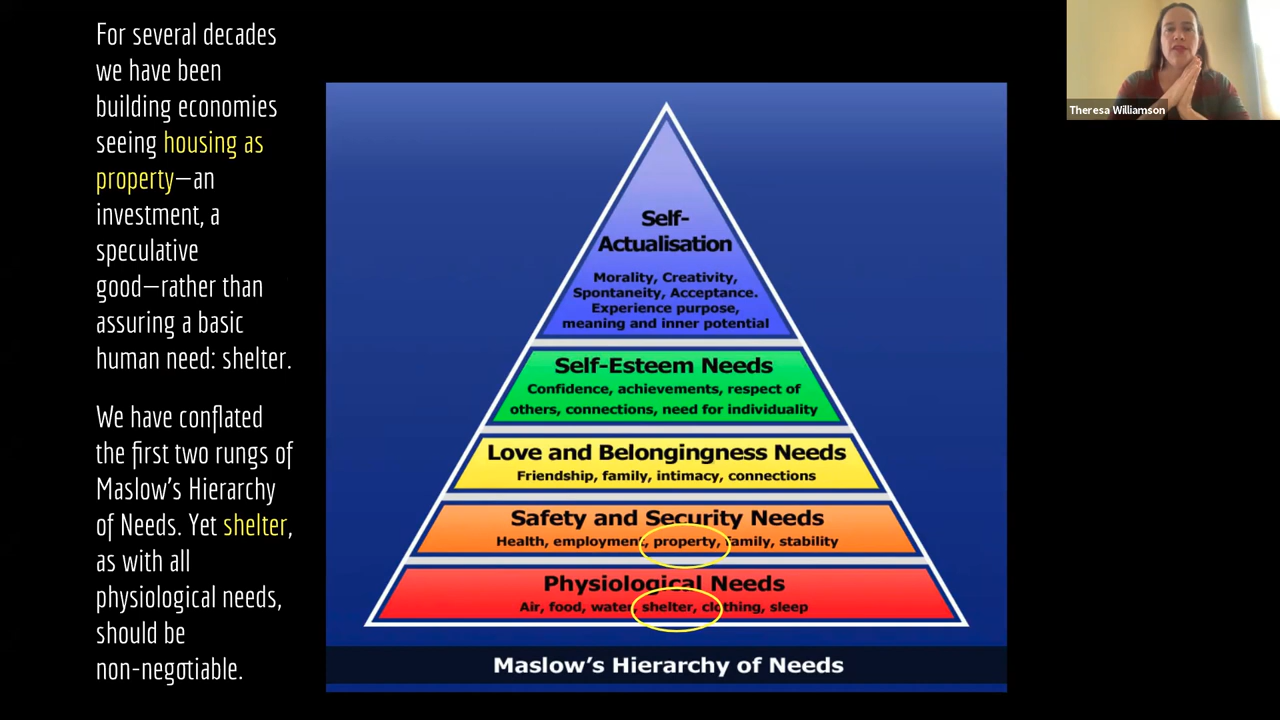 For several decades
we have been
building economies
seeing housing as
property—an
investment, a
speculative
good—rather than
assuring a basic
human need: shelter.
We have conflated
the first two rungs of
Maslow's Hierarchy
of Needs. Yet shelter,
as with all
physiological needs,
should be
non-negotiable.
Self-
Actualisation
Morality, Creativity,
Spontaneity, Acceptance.
Experience purpose,
meaning and inner potential
Self-Esteem Needs
Confidence, achievements, respect of
others, connections, need for individuality
Love and Belongingness Needs
Friendship, family, intimacy, connections
Safety and Security Needs
Health, employment, property, family, stability
Physiological Needs
Air, food, water, shelter, clothing, sleep
Maslow's Hierarchy of Needs
Theresa Williamson